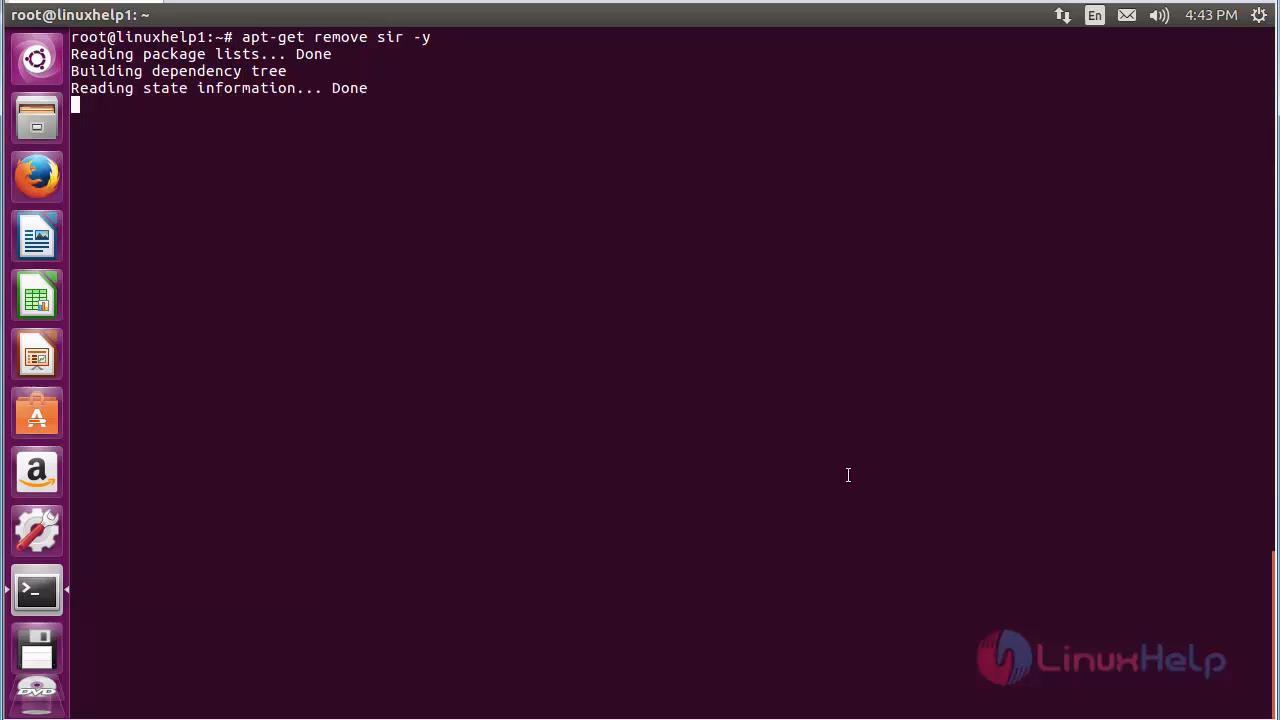 root@linuxhelp1: ~
En
4:43 PM
root@linuxhelp1:~# apt-get remove sir -y
Reading package lists... Done
Building dependency tree
Reading state information... Done
A
a
>_
DVD
LinuxHelp